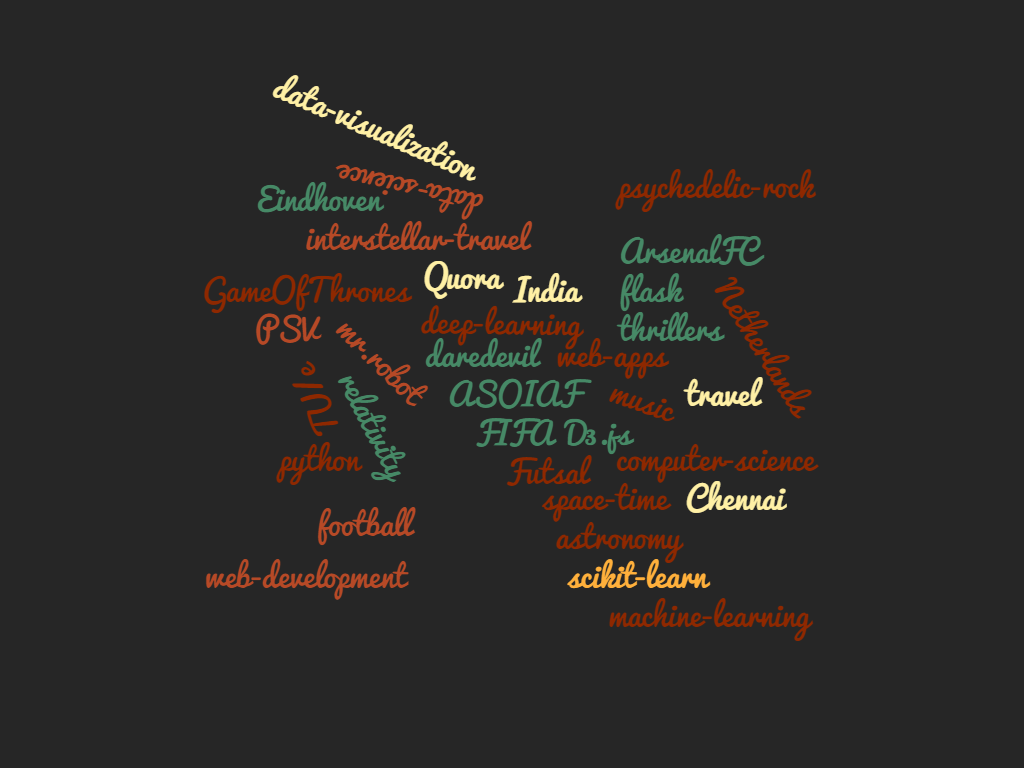 data-visualization
data-science
psychedelic-rock
Eindhoven
interstellar-travel
ArsenalFC
Quora
India
GameOfThrones
flask
Netherlands
deep-learning
PSV
mr.robot
thrillers
daredevil
web-apps
TU/e
relativity
ASOIAF
music
travel
FIFA
D3.js
python
Futsal
computer-science
space-time
Chennai
football
astronomy
web-development
scikit-learn
machine-learning